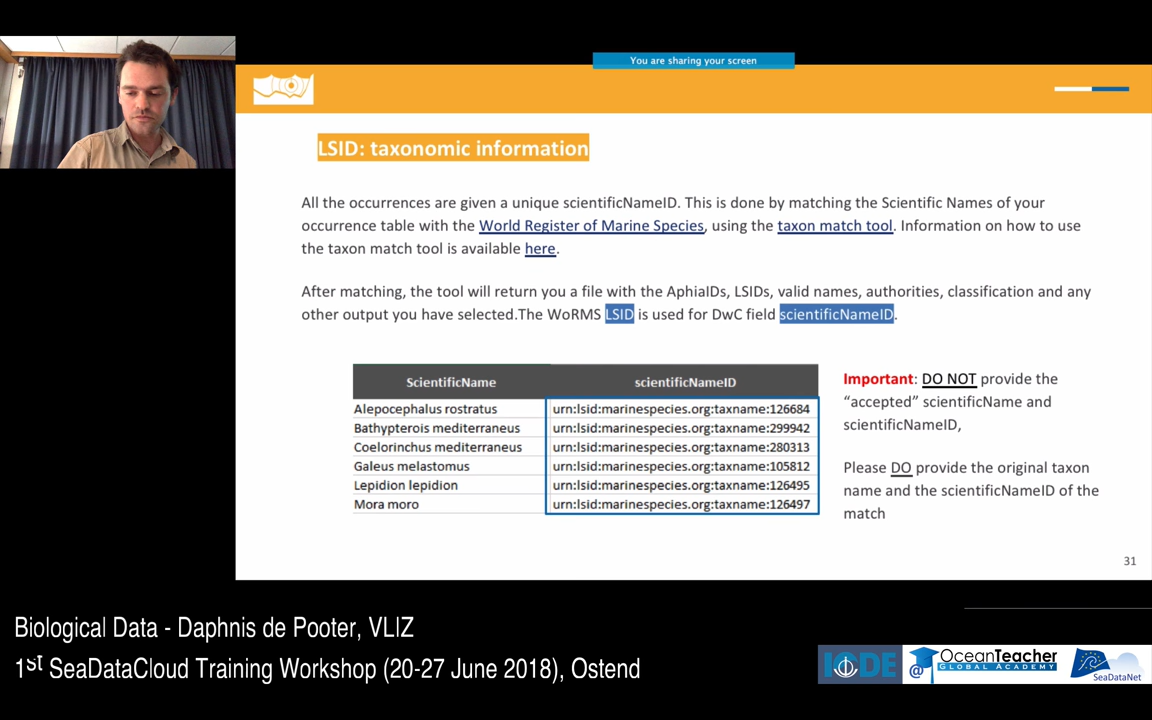 You are sharing your screen
LSID: taxonomic information
All the occurrences are given a unique scientificNameID. This is done by matching the Scientific Names of your
occurrence table with the World Register of Marine Species, using the taxon match tool. Information on how to use
the taxon match tool is available here.
After matching, the tool will return you a file with the AphiaIDs, LSIDs, valid names, authorities, classification and any
other output you have selected.The WoRMS LSID is used for DwC field scientificNameID.
ScientificName scientificNameID
Alepocephalus rostratus urn:lsid:marinespecies.org:taxname:126684
Bathypterois mediterraneus urn:lsid:marinespecies.org:taxname:299942
Coelorinchus mediterraneus urn:lsid:marinespecies.org:taxname:280313
Galeus melastomus urn:lsid:marinespecies.org:taxname:105812
Lepidion lepidion urn:lsid:marinespecies.org:taxname:126495
Mora moro urn:lsid:marinespecies.org:taxname:126497
Important: DO NOT provide the
“accepted” scientificName and
scientificNameID,
Please DO provide the original taxon
name and the scientificNameID of the
match
31
Biological Data - Daphnis de Pooter, VLIZ
1st SeaDataCloud Training Workshop (20-27 June 2018), Ostend
IODE
@ OceanTeacher
GLOBAL ACADEMY
SeaDataNet